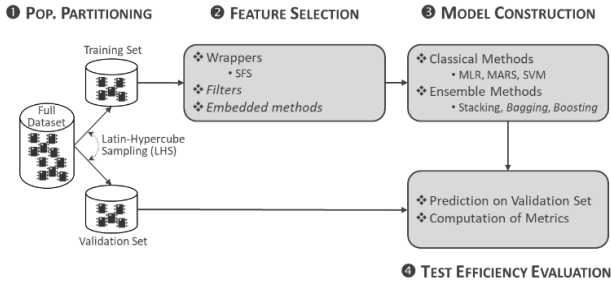 ❶ POP. PARTITIONING
❷ FEATURE SELECTION
❸ MODEL CONSTRUCTION
Training Set
Full
Dataset
Latin-Hypercube
Sampling (LHS)
Validation Set
❖ Wrappers
• SFS
❖ Filters
❖ Embedded methods
❖ Classical Methods
• MLR, MARS, SVM
❖ Ensemble Methods
• Stacking, Bagging, Boosting
❖ Prediction on Validation Set
❖ Computation of Metrics
❹ TEST EFFICIENCY EVALUATION